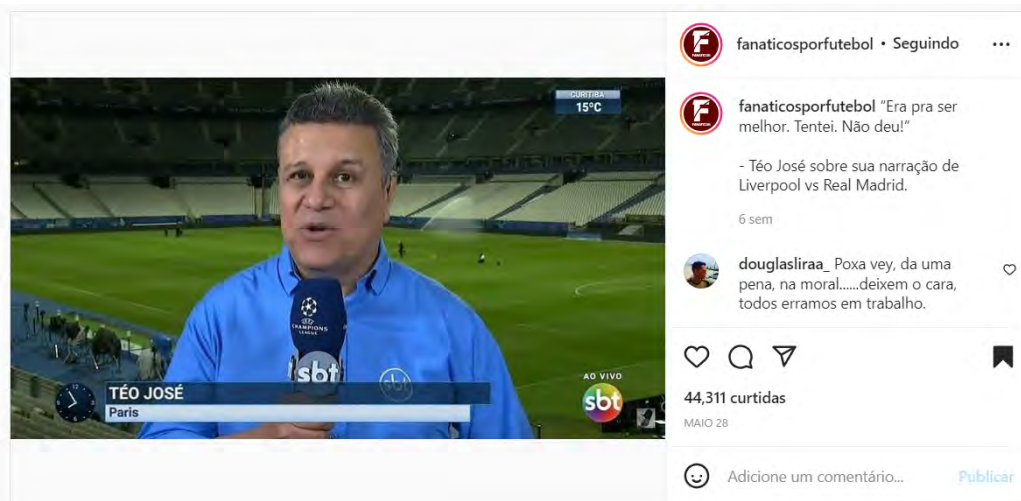 CURITIBA
15°C
CHAMPIONS
LEAGUE
sbt
sbt
TÉO JOSÉ
Paris
AO VIVO
sbt
F
fanaticosporfutebol • Seguindo
F
fanaticosporfutebol “Era pra ser
melhor. Tentei. Não deu!”
- Téo José sobre sua narração de
Liverpool vs Real Madrid.
6 sem
douglasliraa_ Poxa vey, da uma
pena, na moral......deixem o cara,
todos erramos em trabalho.
44,311 curtidas
MAIO 28
Adicione um comentário...
Publicar